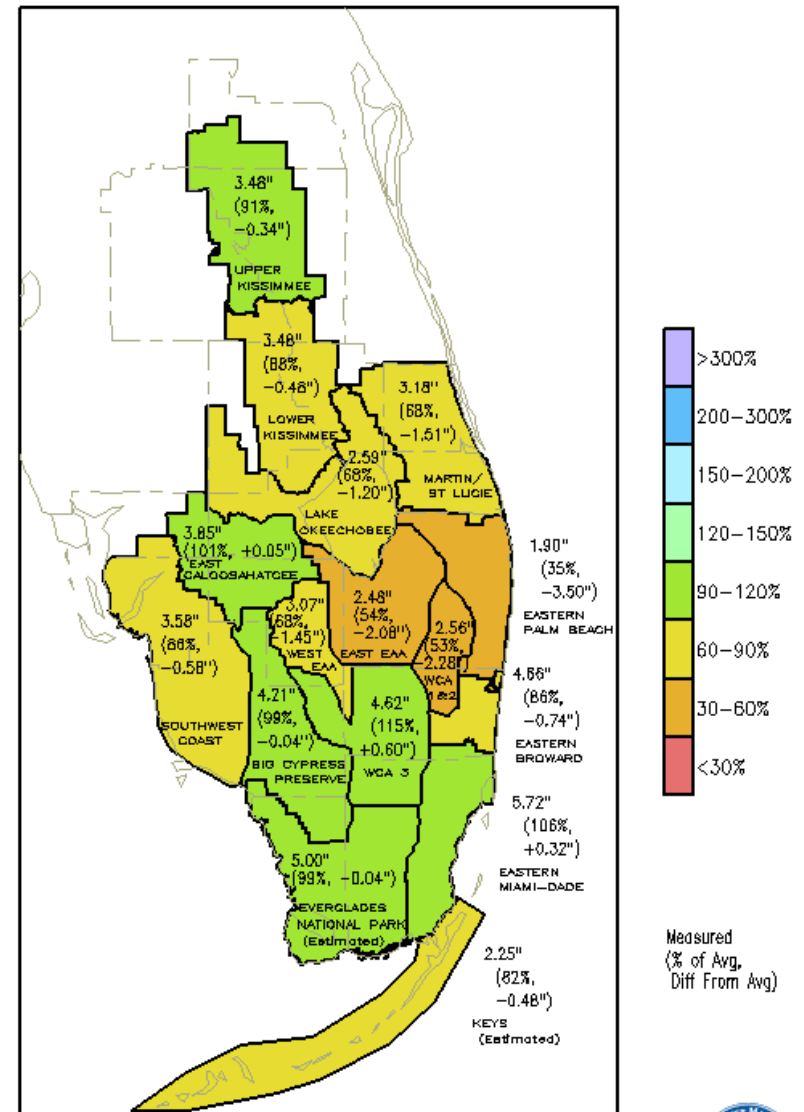 3.48"
(91%,
-0.34")
UPPER
KISSIMMEE
3.48"
(88%,
-0.48")
LOWER
KISSIMMEE
3.18"
(68%,
-1.51")
MARTIN/
ST LUCIE
2.59"
(68%,
-1.20")
LAKE
OKEECHOBEE
3.85"
(101%, +0.05")
EAST
CALOOSAHATCEE
3.58"
(86%,
-0.58")
SOUTHWEST
COAST
3.07"
(68%,
-1.45")
WEST
EAA
2.48"
(54%,
-2.08")
EAST EAA
2.56"
(53%,
-2.28")
WCA
1&2
1.90"
(35%,
-3.50")
EASTERN
PALM BEACH
4.21"
(99%,
-0.04")
BIG CYPRESS
PRESERVE
4.62"
(115%,
+0.60")
WCA 3
4.66"
(86%,
-0.74")
EASTERN
BROWARD
5.72"
(106%,
+0.32")
EASTERN
MIAMI-DADE
5.00"
(99%, -0.04")
EVERGLADES
NATIONAL PARK
(Estimated)
2.25"
(82%,
-0.48")
KEYS
(Estimated)
>300%
200-300%
150-200%
120-150%
90-120%
60-90%
30-60%
<30%
Measured
(% of Avg,
Diff From Avg)